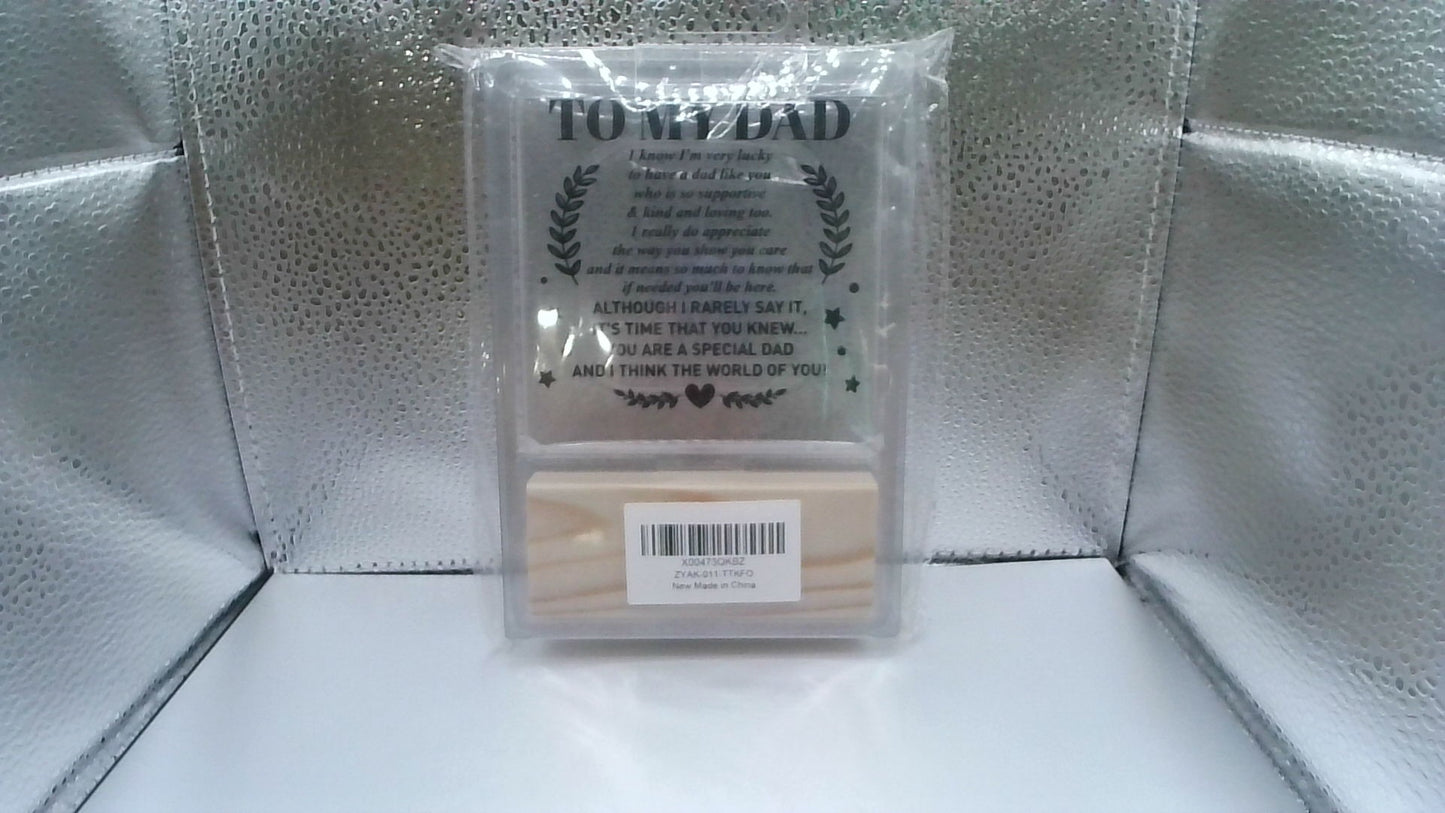 TO MY DAD
I know I'm very lucky
to have a dad like you
who is so supportive
& kind and loving too.
I really do appreciate
the way you show you care
and it means so much to know that
if needed you'll be here.
ALTHOUGH I RARELY SAY IT,
IT'S TIME THAT YOU KNEW...
YOU ARE A SPECIAL DAD
AND I THINK THE WORLD OF YOU!
X00475QKBZ
ZYAK-011-TTKFO
New Made in China